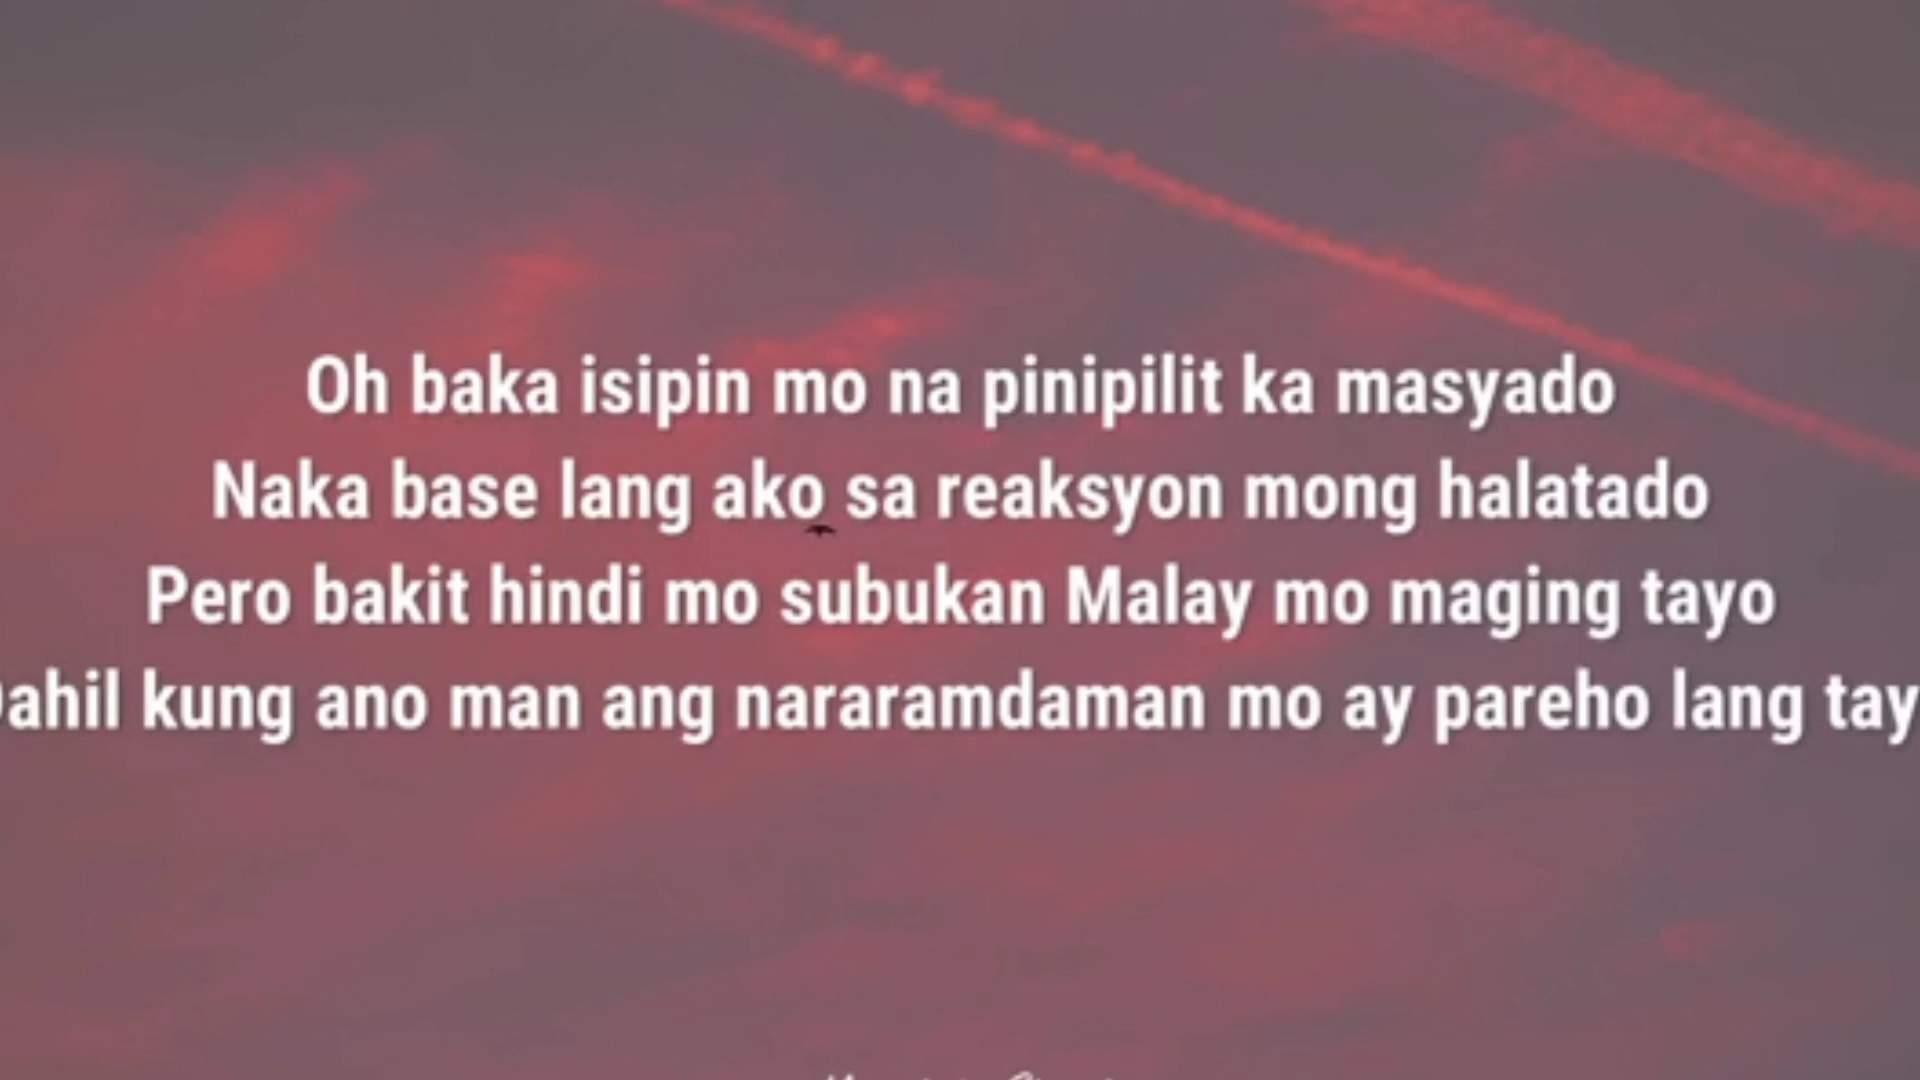 Oh baka isipin mo na pinipilit ka masyado
Naka base lang ako sa reaksyon mong halatado
Pero bakit hindi mo subukan Malay mo maging tayo
kung ano man ang nararamdaman mo ay pareho lang